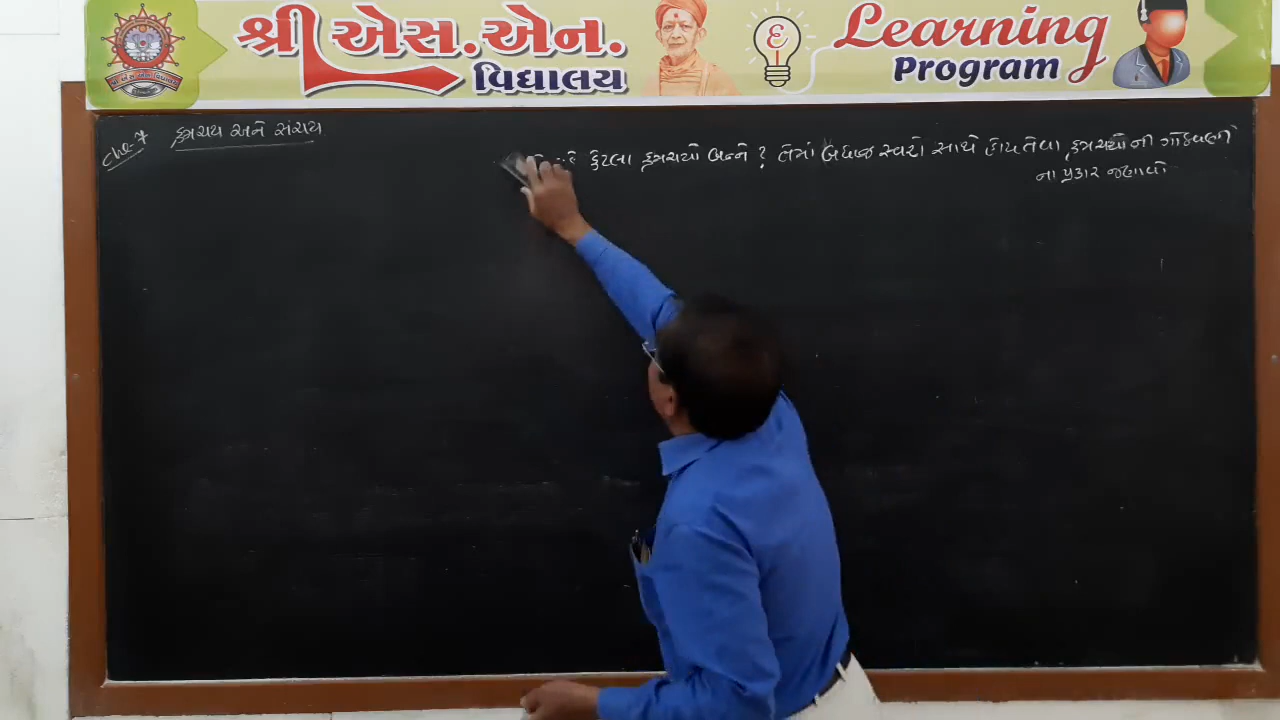 શ્રી એસ.એન.
વિદ્યાલય
Learning
Program
Ch-7 ક્રમચય અને સંચય
કેટલા ક્રમચયો બને ? તેમાં બધાજ સ્વરો સાથે હોય તેવા ક્રમચયોની ગોઠવણી
ના પ્રકાર જણાવો